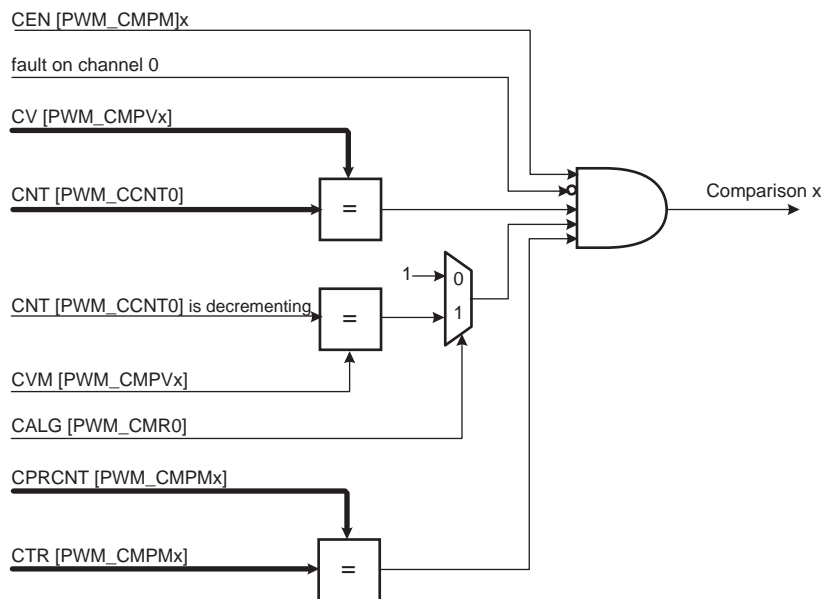 CEN [PWM_CMPM]x
fault on channel 0
CV [PWM_CMPVx]
CNT [PWM_CCNT0]
=
Comparison x
1
0
CNT [PWM_CCNT0] is decrementing
=
1
CVM [PWM_CMPVx]
CALG [PWM_CMR0]
CPRCNT [PWM_CMPMx]
CTR [PWM_CMPMx]
=